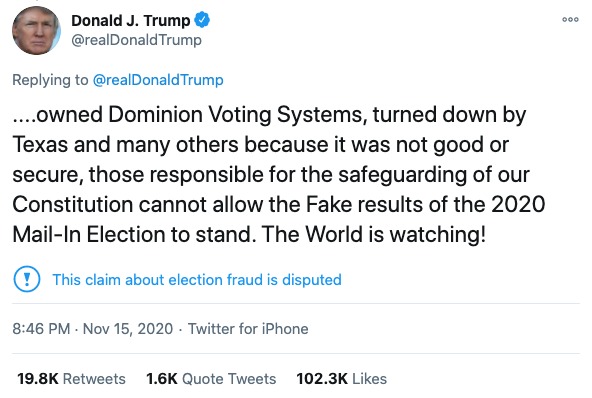 Donald J. Trump
@realDonaldTrump
Replying to @realDonaldTrump
....owned Dominion Voting Systems, turned down by
Texas and many others because it was not good or
secure, those responsible for the safeguarding of our
Constitution cannot allow the Fake results of the 2020
Mail-In Election to stand. The World is watching!
This claim about election fraud is disputed
8:46 PM · Nov 15, 2020 · Twitter for iPhone
19.8K Retweets 1.6K Quote Tweets 102.3K Likes